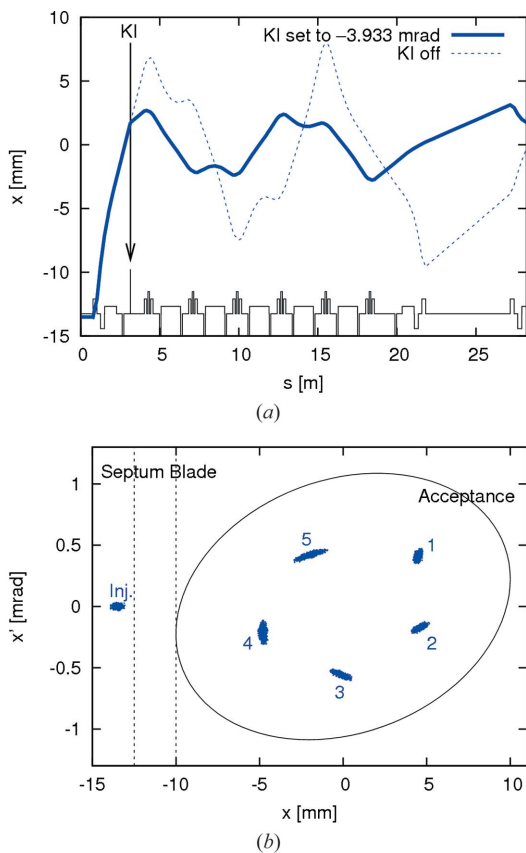 KI
KI set to −3.933 mrad
KI off
10
5
0
-5
-10
-15
x [mm]
0 5 10 15 20 25
s [m]
(a)
Septum Blade
Acceptance
1
0.5
0
-0.5
-1
x' [mrad]
Inj.
5
1
4
2
3
-15 -10 -5 0 5 10
x [mm]
(b)